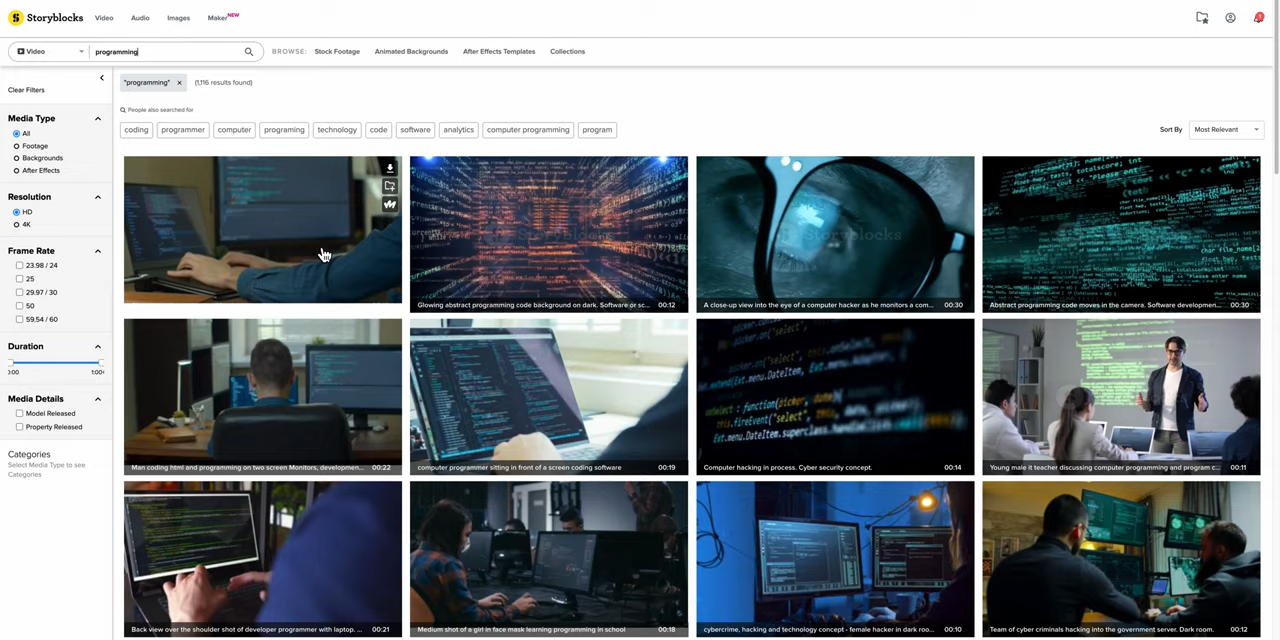 Storyblocks
Video
Audio
Images
Maker NEW
Video
programming
BROWSE:
Stock Footage
Animated Backgrounds
After Effects Templates
Collections
Clear Filters
"programming" ×
(1,116 results found)
People also searched for
coding
programmer
computer
programing
technology
code
software
analytics
computer programming
program
Sort By
Most Relevant
Media Type
All
Footage
Backgrounds
After Effects
Resolution
HD
4K
Frame Rate
23.98 / 24
25
29.97 / 30
50
59.54 / 60
Duration
0:00
1:00+
Media Details
Model Released
Property Released
Categories
Select Media Type to see
Categories
Storyblocks
Glowing abstract programming code background on dark. Software or sc...
00:12
Storyblocks
A close-up view into the eye of a computer hacker as he monitors a com...
00:30
Abstract programming code moves in the camera. Software developmen...
00:30
Man coding html and programming on two screen Monitors, developmen...
00:22
computer programmer sitting in front of a screen coding software
00:19
Computer hacking in process. Cyber security concept.
00:14
Young male it teacher discussing computer programming and program c...
00:11
Back view over the shoulder shot of developer programmer with laptop. ...
00:21
Medium shot of a girl in face mask learning programming in school
00:18
cybercrime, hacking and technology concept - female hacker in dark roo...
00:10
Team of cyber criminals hacking into the government server. Dark room.
00:12